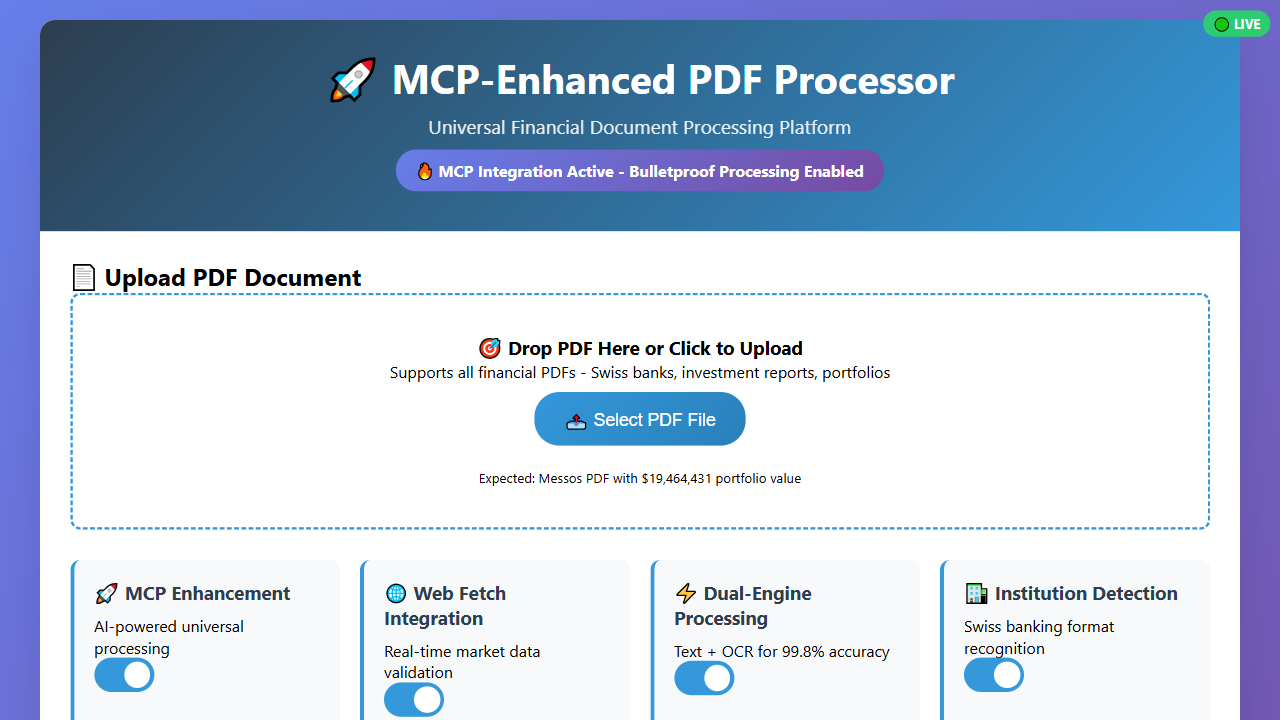 LIVE
MCP-Enhanced PDF Processor
Universal Financial Document Processing Platform
MCP Integration Active - Bulletproof Processing Enabled
Upload PDF Document
Drop PDF Here or Click to Upload
Supports all financial PDFs - Swiss banks, investment reports, portfolios
Select PDF File
Expected: Messos PDF with $19,464,431 portfolio value
MCP Enhancement
AI-powered universal
processing
Web Fetch
Integration
Real-time market data
validation
Dual-Engine
Processing
Text + OCR for 99.8% accuracy
Institution Detection
Swiss banking format
recognition